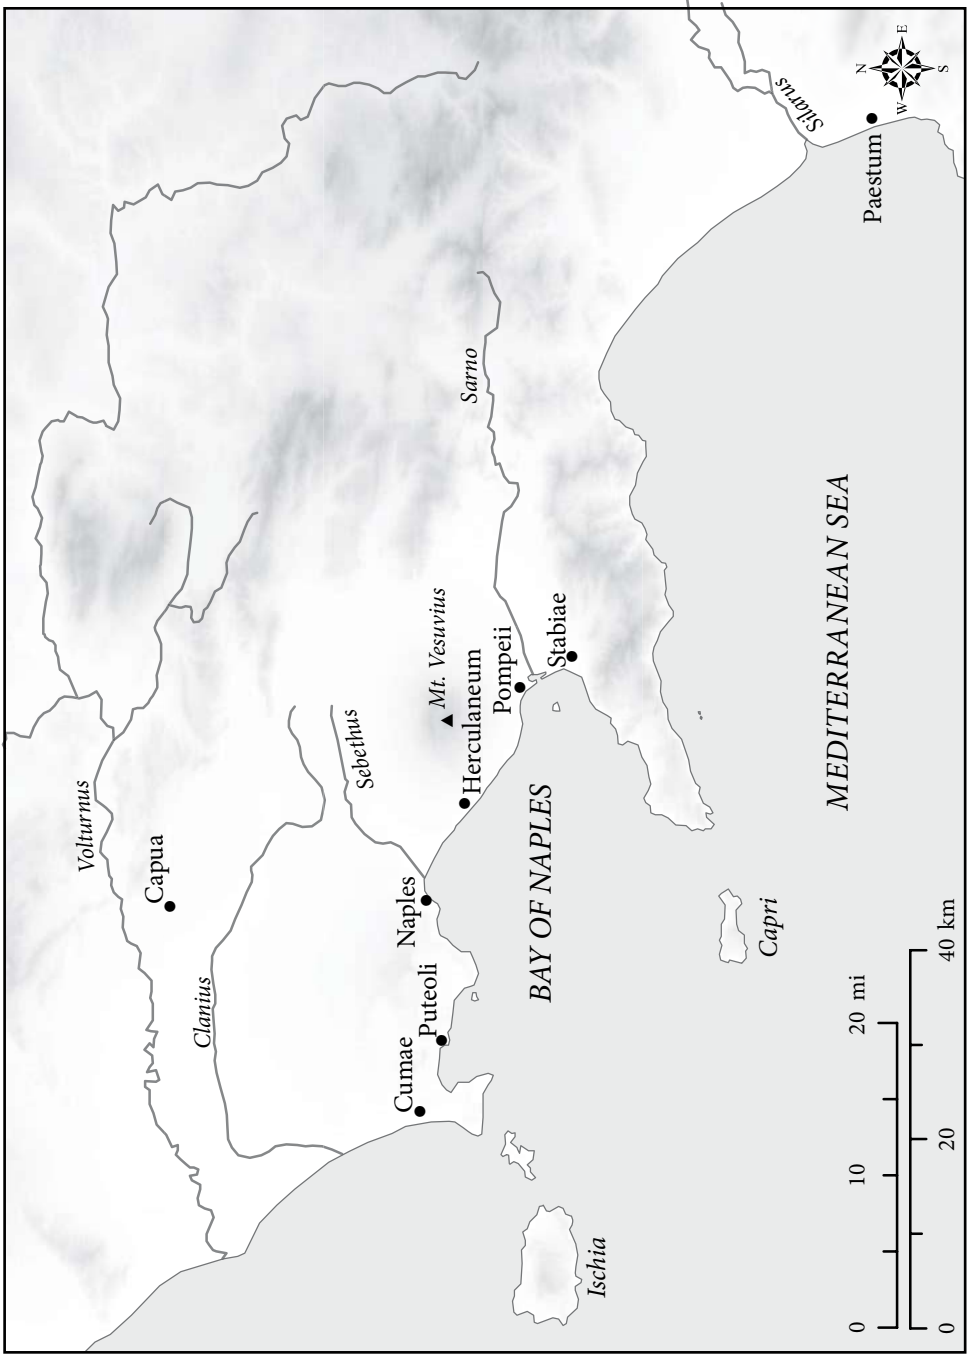 Volturnus
Capua
Clanius
Sebethus
Mt. Vesuvius
Herculaneum
Naples
Puteoli
Cumae
Pompeii
Stabiae
Sarno
Silarus
Paestum
N
E
S
W
BAY OF NAPLES
Capri
Ischia
MEDITERRANEAN SEA
0 10 20 mi
0 20 40 km